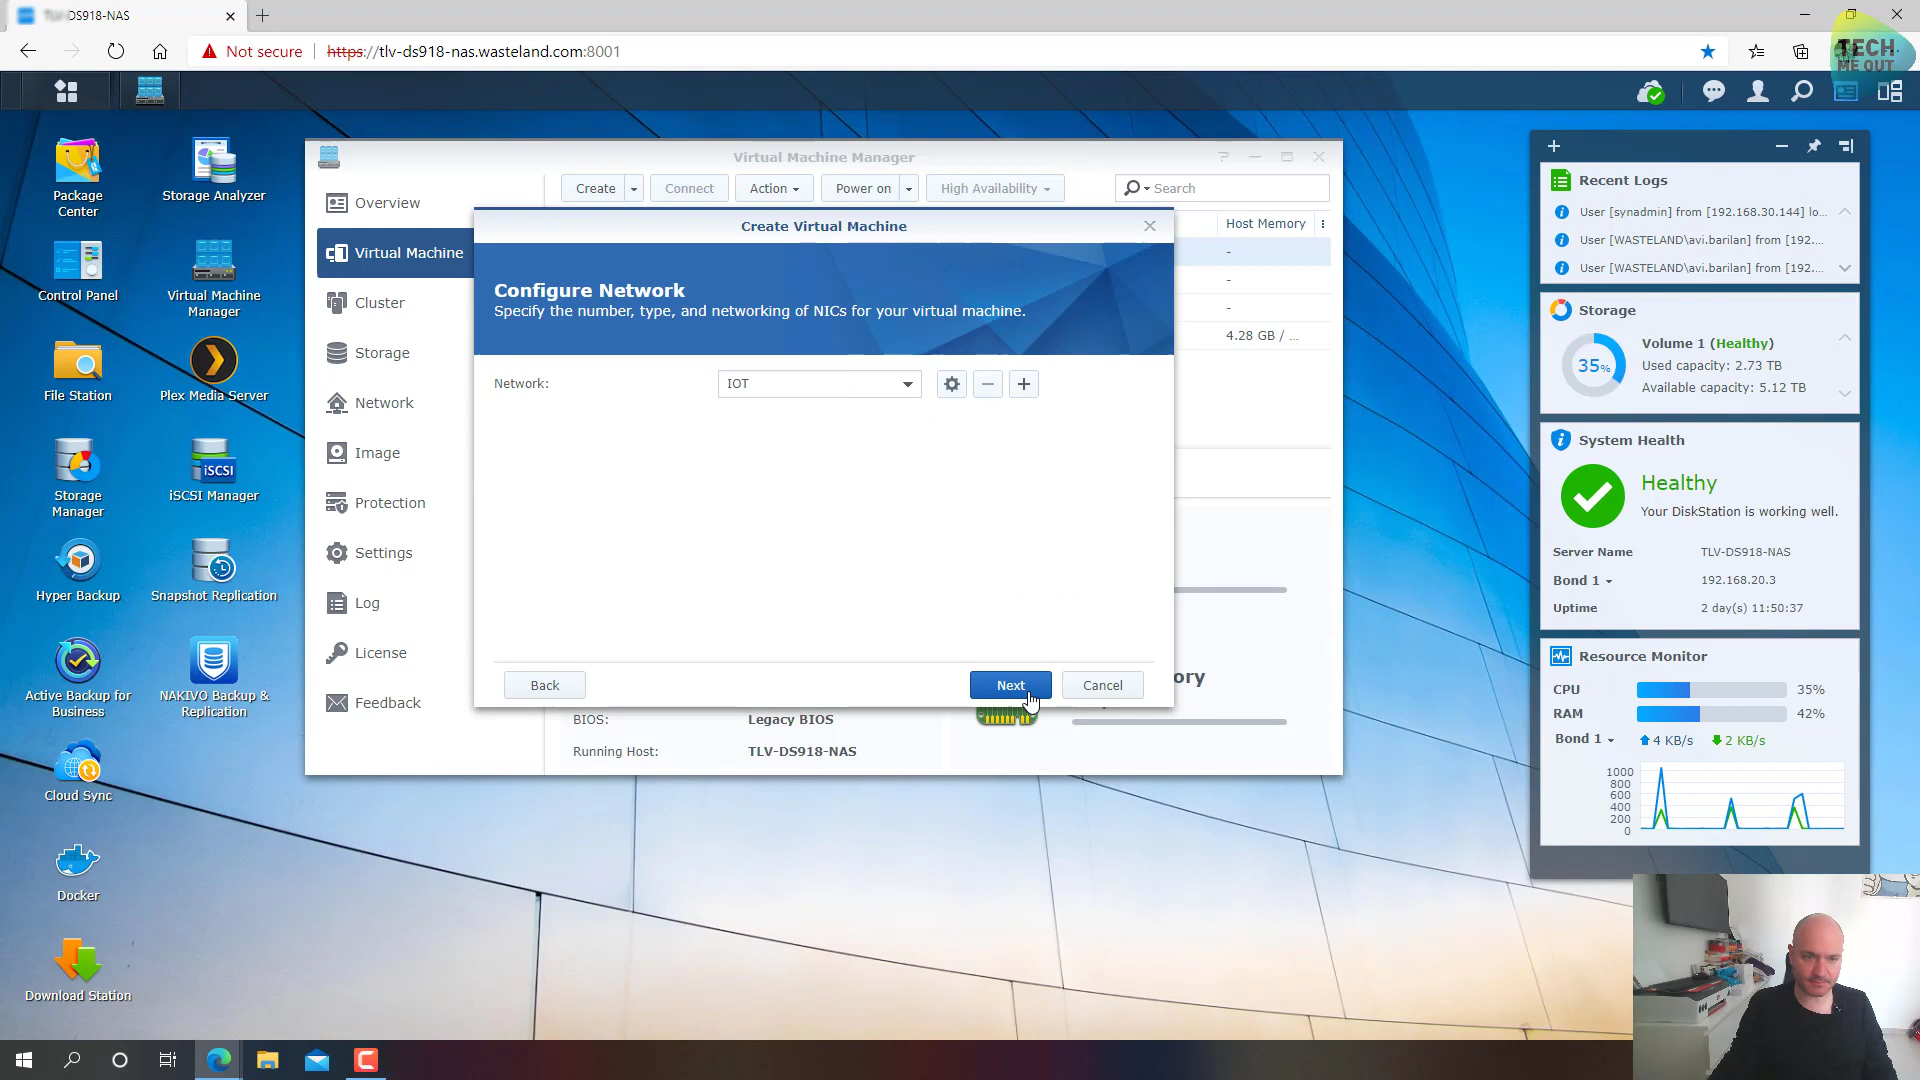 -DS918-NAS
Not secure
https://tlv-ds918-nas.wasteland.com:8001
TECH
ME OUT
Package
Center
Storage Analyzer
Control Panel
Virtual Machine
Manager
File Station
Plex Media Server
Storage
Manager
iSCSI
iSCSI Manager
Hyper Backup
Snapshot Replication
Active Backup for
Business
NAKIVO Backup &
Replication
Cloud Sync
Docker
Download Station
Virtual Machine Manager
Create
Connect
Action
Power on
High Availability
Search
Overview
Virtual Machine
Cluster
Storage
Network
Image
Protection
Settings
Log
License
Feedback
Host Memory
-
-
-
4.28 GB / ...
Create Virtual Machine
Configure Network
Specify the number, type, and networking of NICs for your virtual machine.
Network:
IOT
Back
Next
Cancel
ory
BIOS:
Legacy BIOS
Running Host:
TLV-DS918-NAS
Recent Logs
User [synadmin] from [192.168.30.144] lo...
User [WASTELAND\avi.barilan] from [192....
User [WASTELAND\avi.barilan] from [192....
Storage
35%
Volume 1 (Healthy)
Used capacity: 2.73 TB
Available capacity: 5.12 TB
System Health
Healthy
Your DiskStation is working well.
Server Name
TLV-DS918-NAS
Bond 1
192.168.20.3
Uptime
2 day(s) 11:50:37
Resource Monitor
CPU
35%
RAM
42%
Bond 1
4 KB/s
2 KB/s
1000
800
600
400
200
0